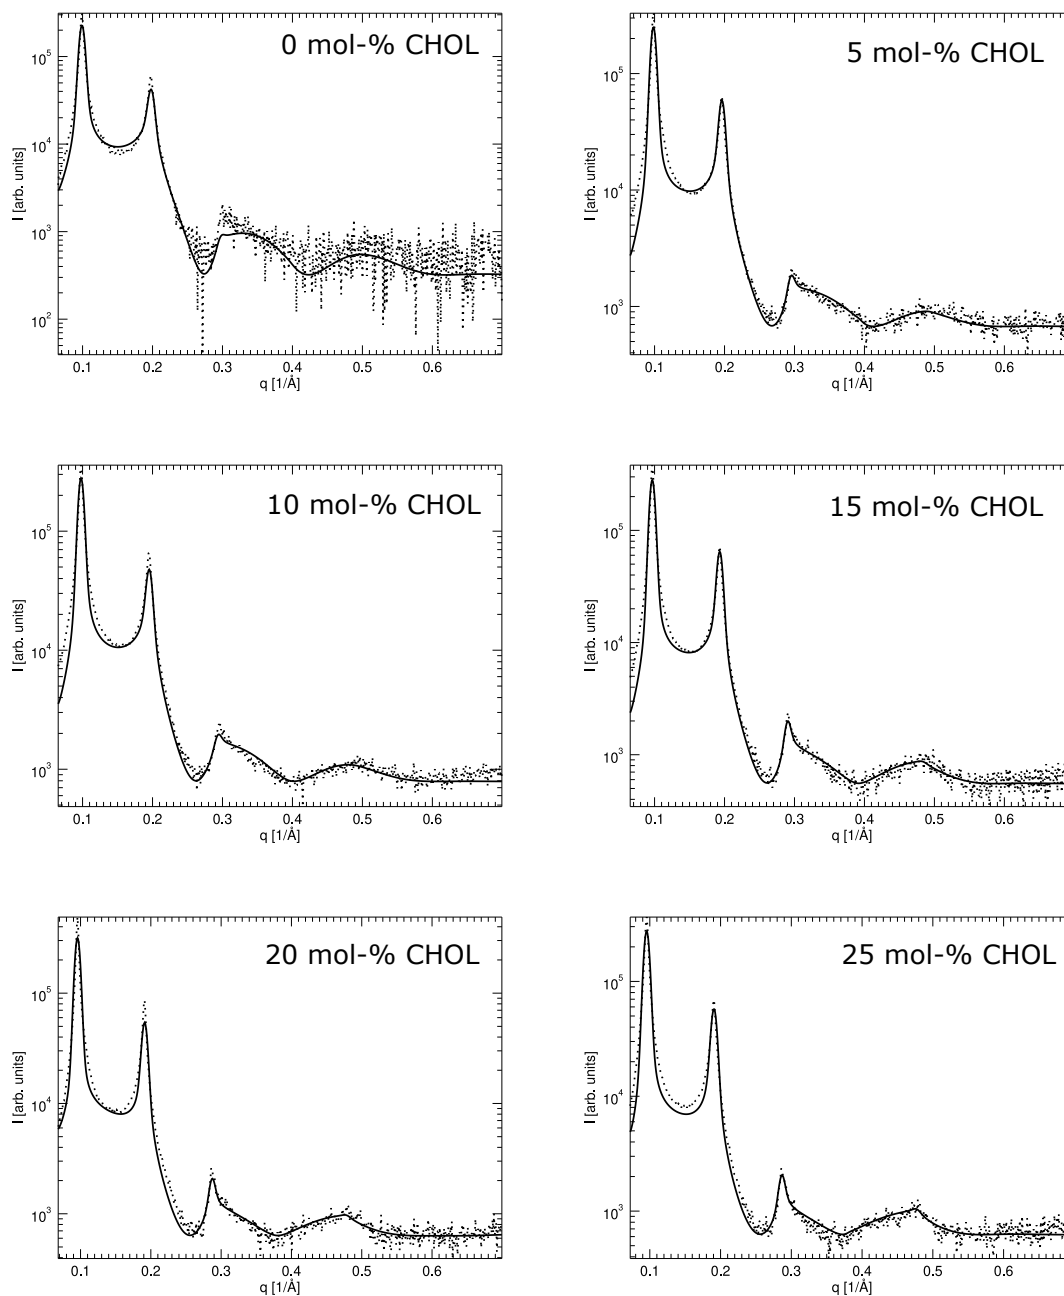 0 mol-% CHOL
I [arb. units]
10^5
10^4
10^3
10^2
0.1 0.2 0.3 0.4 0.5 0.6
q [1/Å]
5 mol-% CHOL
I [arb. units]
10^5
10^4
10^3
0.1 0.2 0.3 0.4 0.5 0.6
q [1/Å]
10 mol-% CHOL
I [arb. units]
10^5
10^4
10^3
0.1 0.2 0.3 0.4 0.5 0.6
q [1/Å]
15 mol-% CHOL
I [arb. units]
10^5
10^4
10^3
0.1 0.2 0.3 0.4 0.5 0.6
q [1/Å]
20 mol-% CHOL
I [arb. units]
10^5
10^4
10^3
0.1 0.2 0.3 0.4 0.5 0.6
q [1/Å]
25 mol-% CHOL
I [arb. units]
10^5
10^4
10^3
0.1 0.2 0.3 0.4 0.5 0.6
q [1/Å]